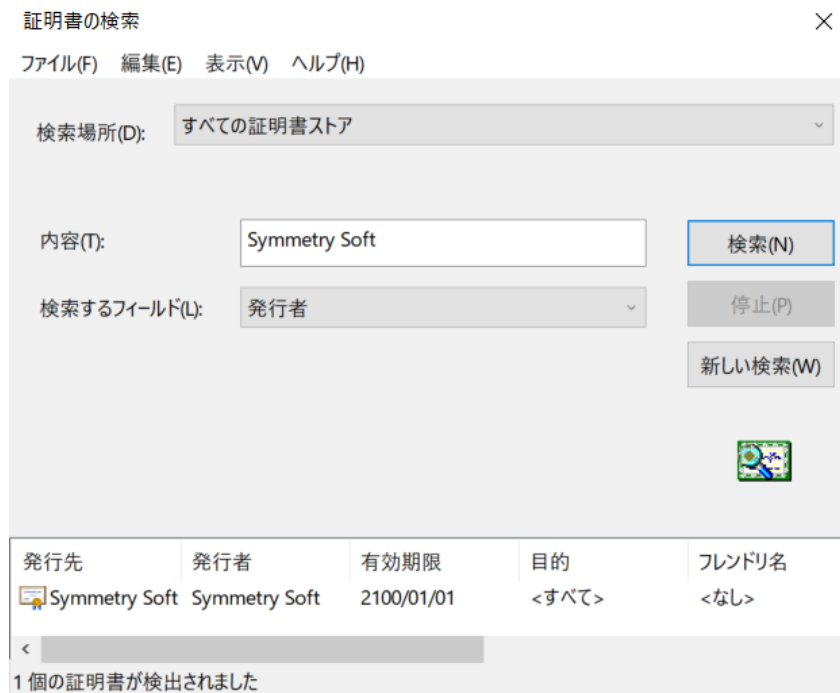 証明書の検索
ファイル(F) 編集(E) 表示(V) ヘルプ(H)
検索場所(D): すべての証明書ストア
内容(T): Symmetry Soft 検索(N)
検索するフィールド(L): 発行者 停止(P)
新しい検索(W)
発行先 発行者 有効期限 目的 フレンドリ名
Symmetry Soft Symmetry Soft 2100/01/01 <すべて> <なし>
1 個の証明書が検出されました